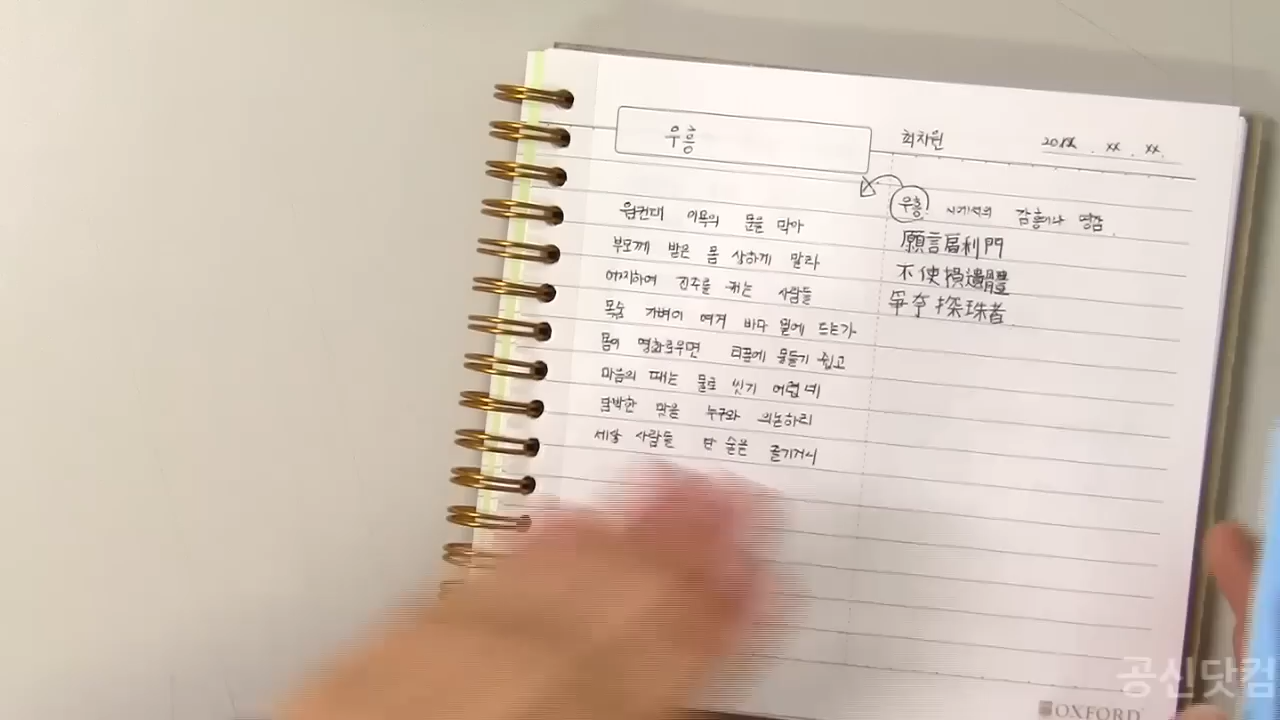 우흥
최치원
2012 . xx . xx.
원컨대 이욕의 문을 막아
부모께 받은 몸 상하게 말라
어찌하여 진주를 캐는 사람들
목숨 가벼이 여겨 바다 밑에 드는가
몸이 영화로우면 티끌에 물들기 쉽고
마음의 때는 물로 씻기 어렵네
담박한 맛을 누구와 의논하리
세상 사람들 단 술을 즐기거니
우흥
감흥이나 영감
願言扃利門
不使損遺體
爭奈探珠者
OXFORD
공신닷컴